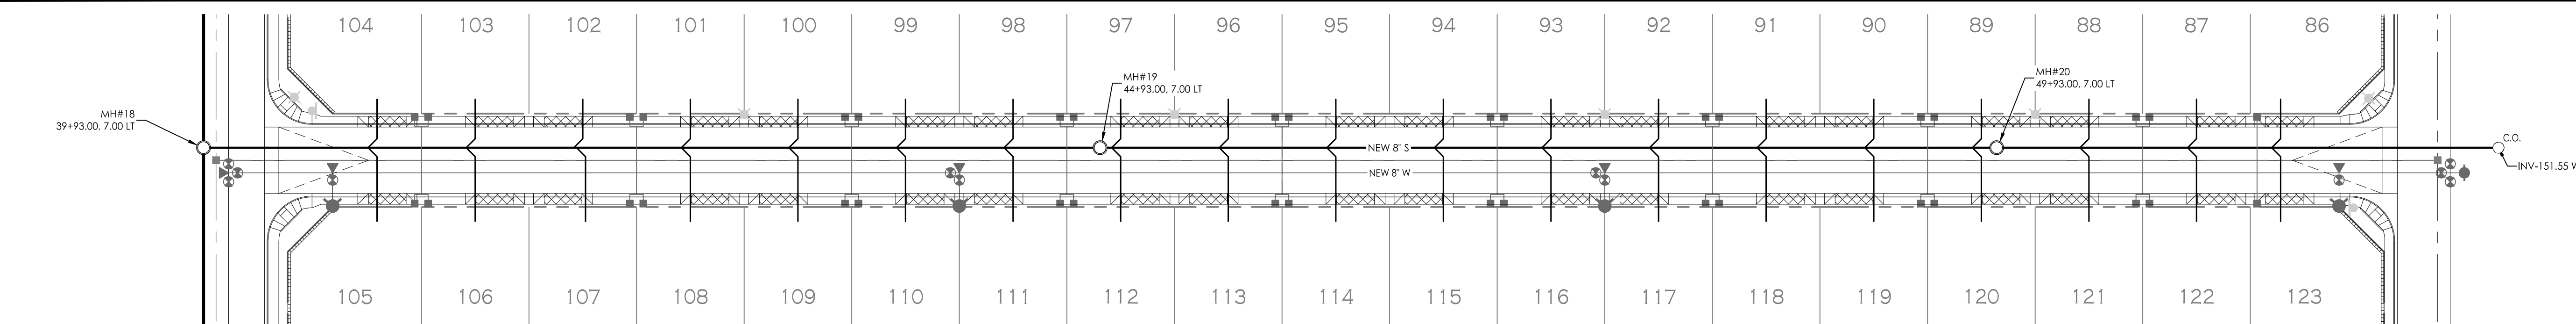 104 103 102 101 100 99 98 97 96 95 94 93 92 91 90 89 88 87 86
MH#18
39+93.00, 7.00 LT
MH#19
44+93.00, 7.00 LT
MH#20
49+93.00, 7.00 LT
C.O.
INV-151.55 W
NEW 8" S
NEW 8" W
105 106 107 108 109 110 111 112 113 114 115 116 117 118 119 120 121 122 123